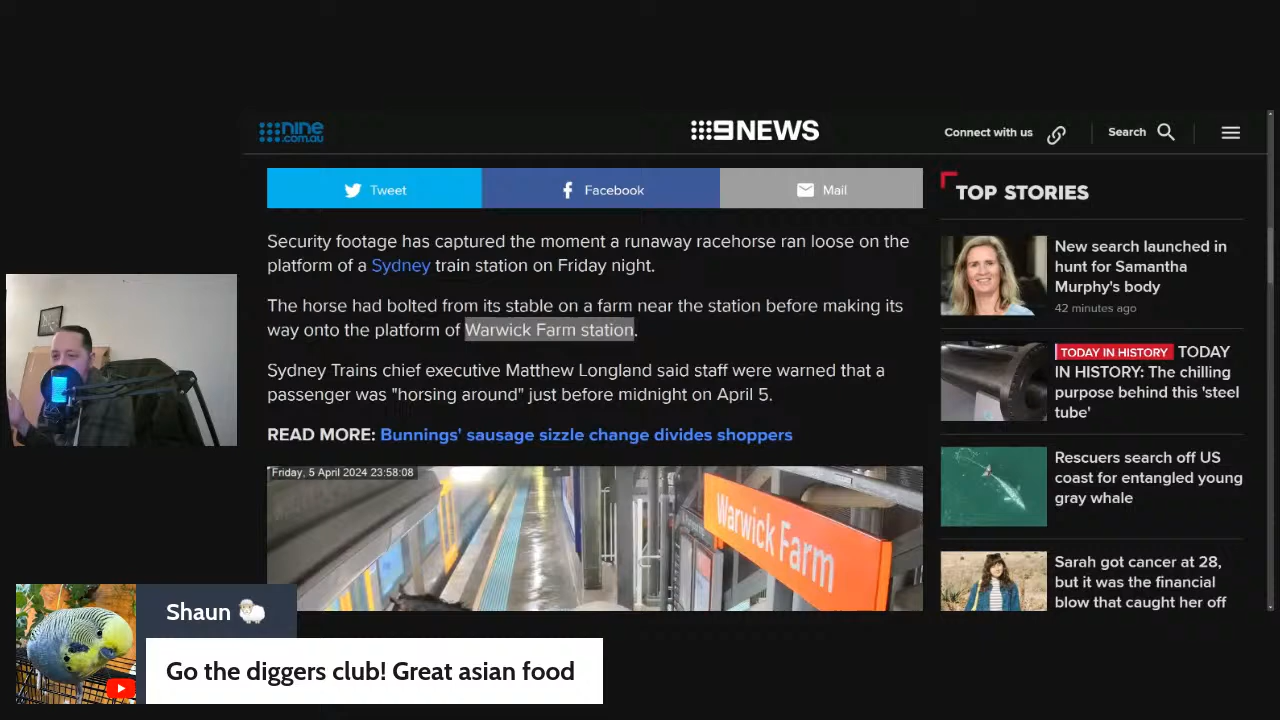 nine
.com.au
9NEWS
Connect with us
Search
Tweet
Facebook
Mail
Security footage has captured the moment a runaway racehorse ran loose on the
platform of a Sydney train station on Friday night.
The horse had bolted from its stable on a farm near the station before making its
way onto the platform of Warwick Farm station.
Sydney Trains chief executive Matthew Longland said staff were warned that a
passenger was "horsing around" just before midnight on April 5.
READ MORE: Bunnings' sausage sizzle change divides shoppers
Friday, 5 April 2024 23:58:08
Warwick Farm
TOP STORIES
New search launched in
hunt for Samantha
Murphy's body
42 minutes ago
TODAY IN HISTORY TODAY
IN HISTORY: The chilling
purpose behind this 'steel
tube'
Rescuers search off US
coast for entangled young
gray whale
Sarah got cancer at 28,
but it was the financial
blow that caught her off
Shaun
Go the diggers club! Great asian food